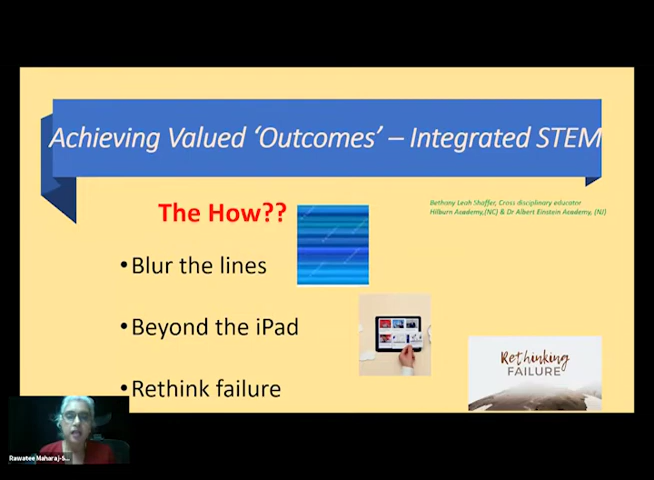 Achieving Valued ‘Outcomes’ – Integrated STEM
The How??
Bethany Leah Shaffer, Cross disciplinary educator
Hilburn Academy,(NC) & Dr Albert Einstein Academy, (NJ)
•Blur the lines
•Beyond the iPad
Rethinking
FAILURE
•Rethink failure
Rawatee Maharaj-S...